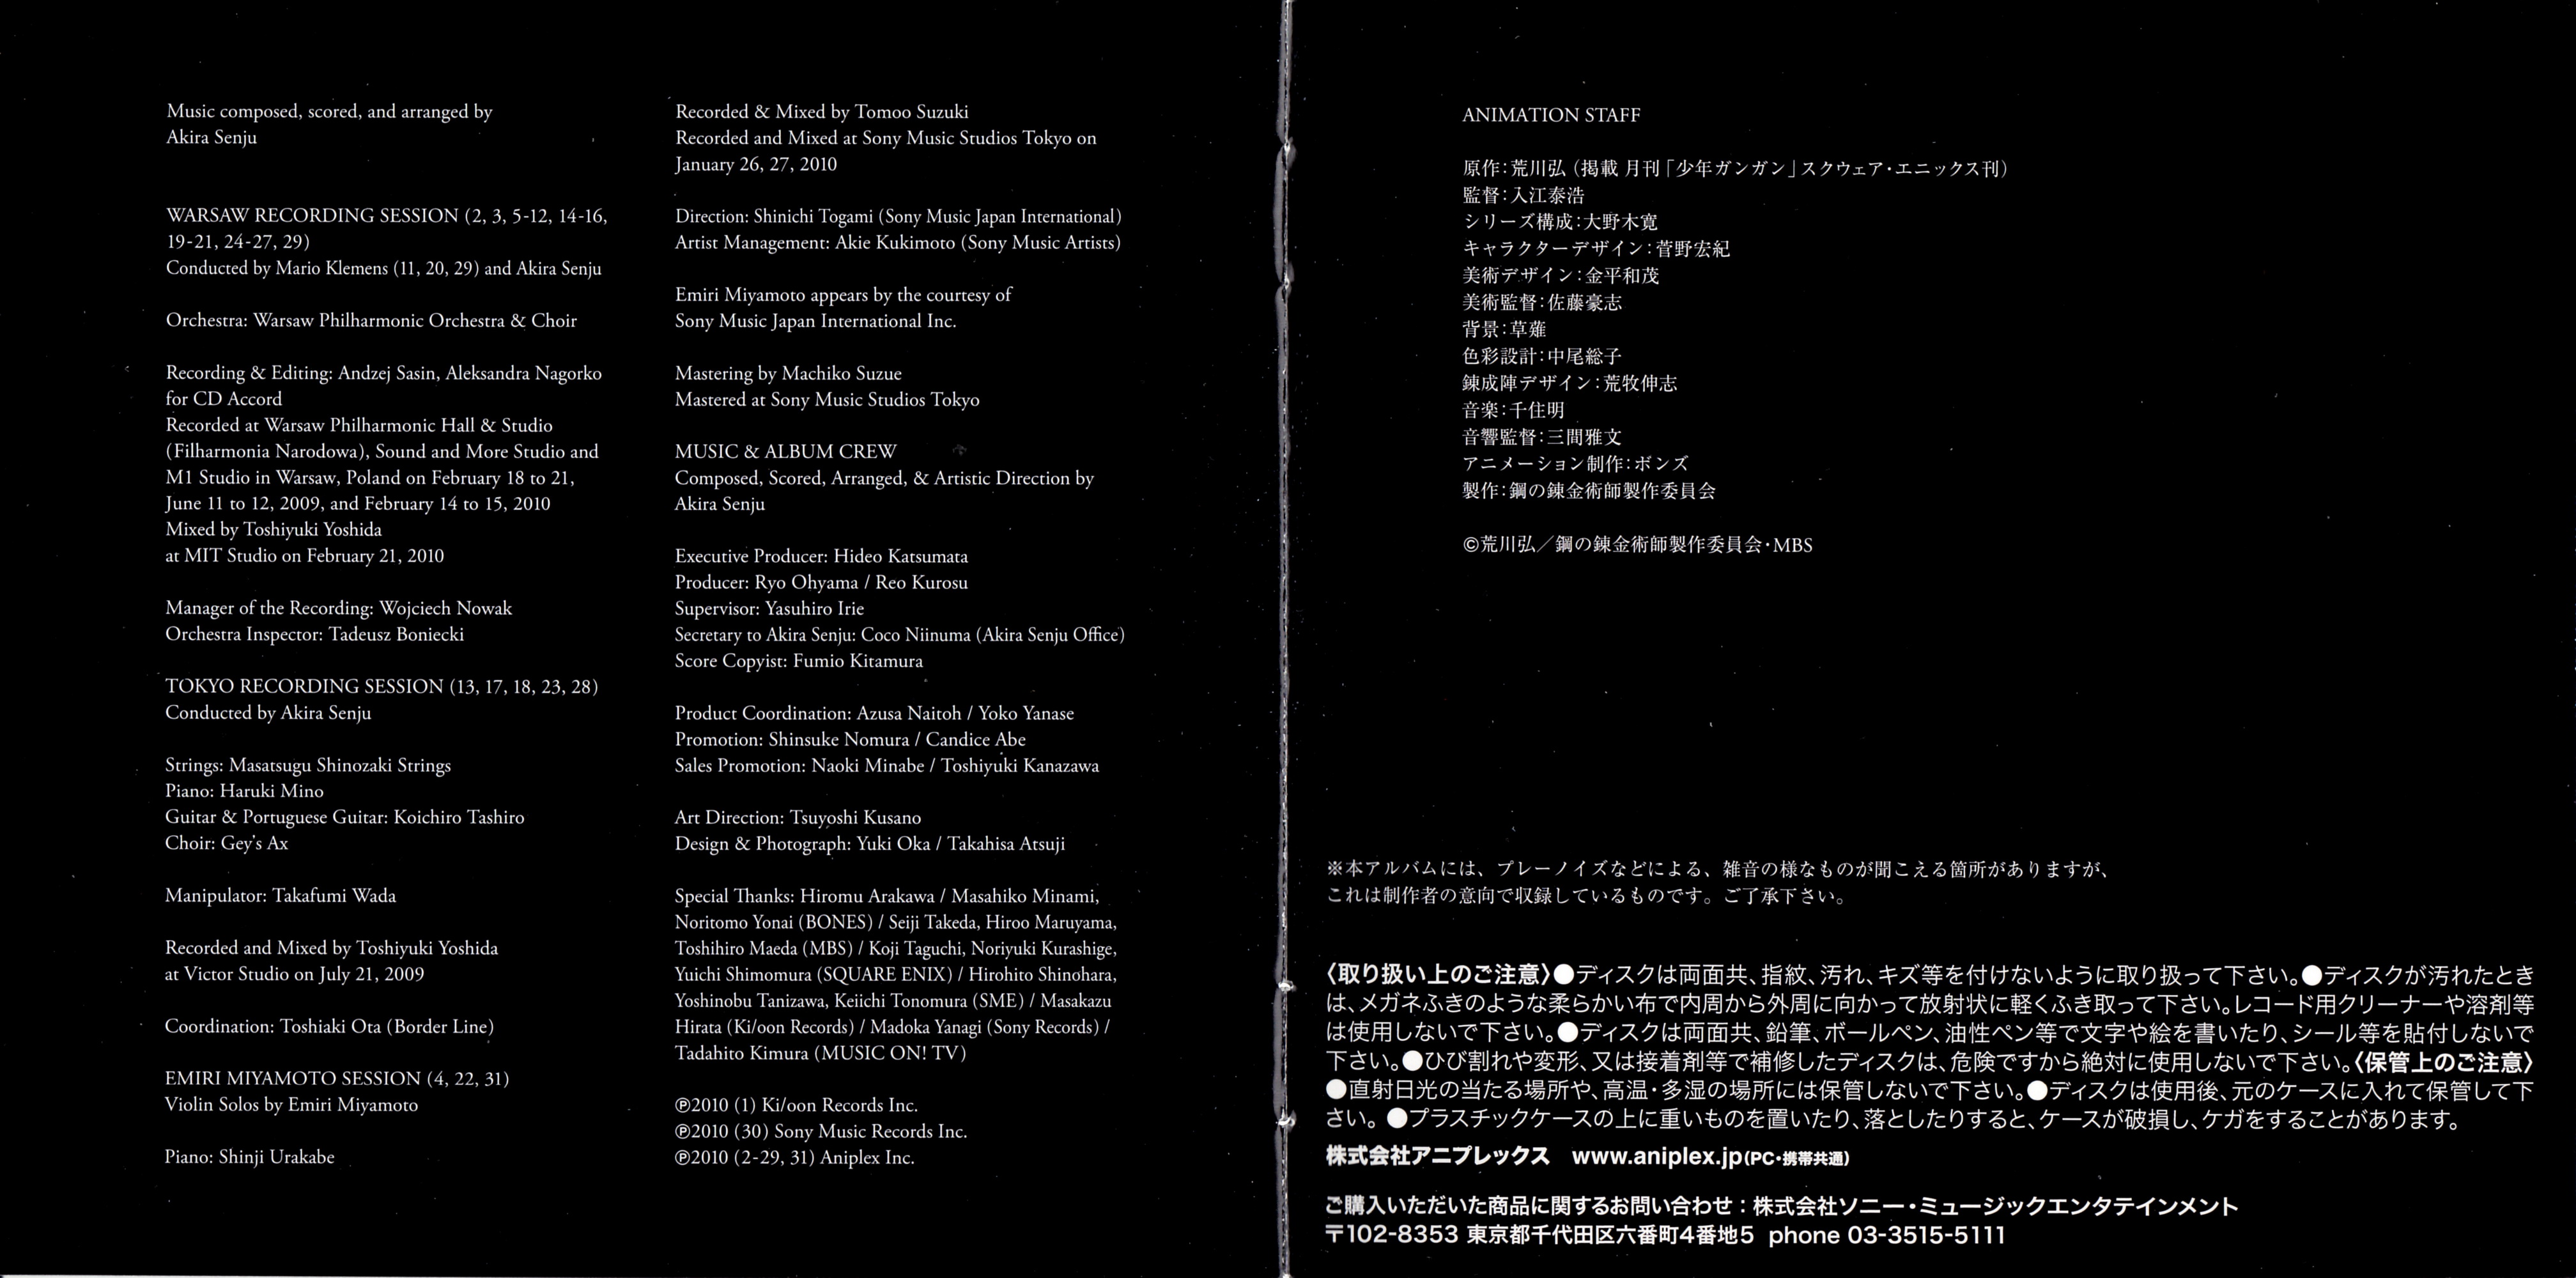 Music composed, scored, and arranged by
Akira Senju
WARSAW RECORDING SESSION (2, 3, 5-12, 14-16,
19-21, 24-27, 29)
Conducted by Mario Klemens (11, 20, 29) and Akira Senju
Orchestra: Warsaw Philharmonic Orchestra & Choir
Recording & Editing: Andzej Sasin, Aleksandra Nagorko
for CD Accord
Recorded at Warsaw Philharmonic Hall & Studio
(Filharmonia Narodowa), Sound and More Studio and
M1 Studio in Warsaw, Poland on February 18 to 21,
June 11 to 12, 2009, and February 14 to 15, 2010
Mixed by Toshiyuki Yoshida
at MIT Studio on February 21, 2010
Manager of the Recording: Wojciech Nowak
Orchestra Inspector: Tadeusz Boniecki
TOKYO RECORDING SESSION (13, 17, 18, 23, 28)
Conducted by Akira Senju
Strings: Masatsugu Shinozaki Strings
Piano: Haruki Mino
Guitar & Portuguese Guitar: Koichiro Tashiro
Choir: Gey's Ax
Manipulator: Takafumi Wada
Recorded and Mixed by Toshiyuki Yoshida
at Victor Studio on July 21, 2009
Coordination: Toshiaki Ota (Border Line)
EMIRI MIYAMOTO SESSION (4, 22, 31)
Violin Solos by Emiri Miyamoto
Piano: Shinji Urakabe
Recorded & Mixed by Tomoo Suzuki
Recorded and Mixed at Sony Music Studios Tokyo on
January 26, 27, 2010
Direction: Shinichi Togami (Sony Music Japan International)
Artist Management: Akie Kukimoto (Sony Music Artists)
Emiri Miyamoto appears by the courtesy of
Sony Music Japan International Inc.
Mastering by Machiko Suzue
Mastered at Sony Music Studios Tokyo
MUSIC & ALBUM CREW
Composed, Scored, Arranged, & Artistic Direction by
Akira Senju
Executive Producer: Hideo Katsumata
Producer: Ryo Ohyama / Reo Kurosu
Supervisor: Yasuhiro Irie
Secretary to Akira Senju: Coco Niinuma (Akira Senju Office)
Score Copyist: Fumio Kitamura
Product Coordination: Azusa Naitoh / Yoko Yanase
Promotion: Shinsuke Nomura / Candice Abe
Sales Promotion: Naoki Minabe / Toshiyuki Kanazawa
Art Direction: Tsuyoshi Kusano
Design & Photograph: Yuki Oka / Takahisa Atsuji
Special Thanks: Hiromu Arakawa / Masahiko Minami,
Noritomo Yonai (BONES) / Seiji Takeda, Hiroo Maruyama,
Toshihiro Maeda (MBS) / Koji Taguchi, Noriyuki Kurashige,
Yuichi Shimomura (SQUARE ENIX) / Hirohito Shinohara,
Yoshinobu Tanizawa, Keiichi Tonomura (SME) / Masakazu
Hirata (Ki/oon Records) / Madoka Yanagi (Sony Records) /
Tadahito Kimura (MUSIC ON! TV)
℗2010 (1) Ki/oon Records Inc.
℗2010 (30) Sony Music Records Inc.
℗2010 (2-29, 31) Aniplex Inc.
ANIMATION STAFF
原作:荒川弘（掲載 月刊「少年ガンガン」スクウェア・エニックス刊）
監督:入江泰浩
シリーズ構成:大野木寛
キャラクターデザイン:菅野宏紀
美術デザイン:金平和茂
美術監督:佐藤豪志
背景:草薙
色彩設計:中尾総子
錬成陣デザイン:荒牧伸志
音楽:千住明
音響監督:三間雅文
アニメーション制作:ボンズ
製作:鋼の錬金術師製作委員会
©荒川弘／鋼の錬金術師製作委員会・MBS
※本アルバムには、プレーノイズなどによる、雑音の様なものが聞こえる箇所がありますが、
これは制作者の意向で収録しているものです。ご了承下さい。
〈取り扱い上のご注意〉●ディスクは両面共、指紋、汚れ、キズ等を付けないように取り扱って下さい。●ディスクが汚れたとき
は、メガネふきのような柔らかい布で内周から外周に向かって放射状に軽くふき取って下さい。レコード用クリーナーや溶剤等
は使用しないで下さい。●ディスクは両面共、鉛筆、ボールペン、油性ペン等で文字や絵を書いたり、シール等を貼付しないで
下さい。●ひび割れや変形、又は接着剤等で補修したディスクは、危険ですから絶対に使用しないで下さい。〈保管上のご注意〉
●直射日光の当たる場所や、高温・多湿の場所には保管しないで下さい。●ディスクは使用後、元のケースに入れて保管して下
さい。●プラスチックケースの上に重いものを置いたり、落としたりすると、ケースが破損し、ケガをすることがあります。
株式会社アニプレックス www.aniplex.jp(PC・携帯共通)
ご購入いただいた商品に関するお問い合わせ：株式会社ソニー・ミュージックエンタテインメント
〒102-8353 東京都千代田区六番町4番地5 phone 03-3515-5111